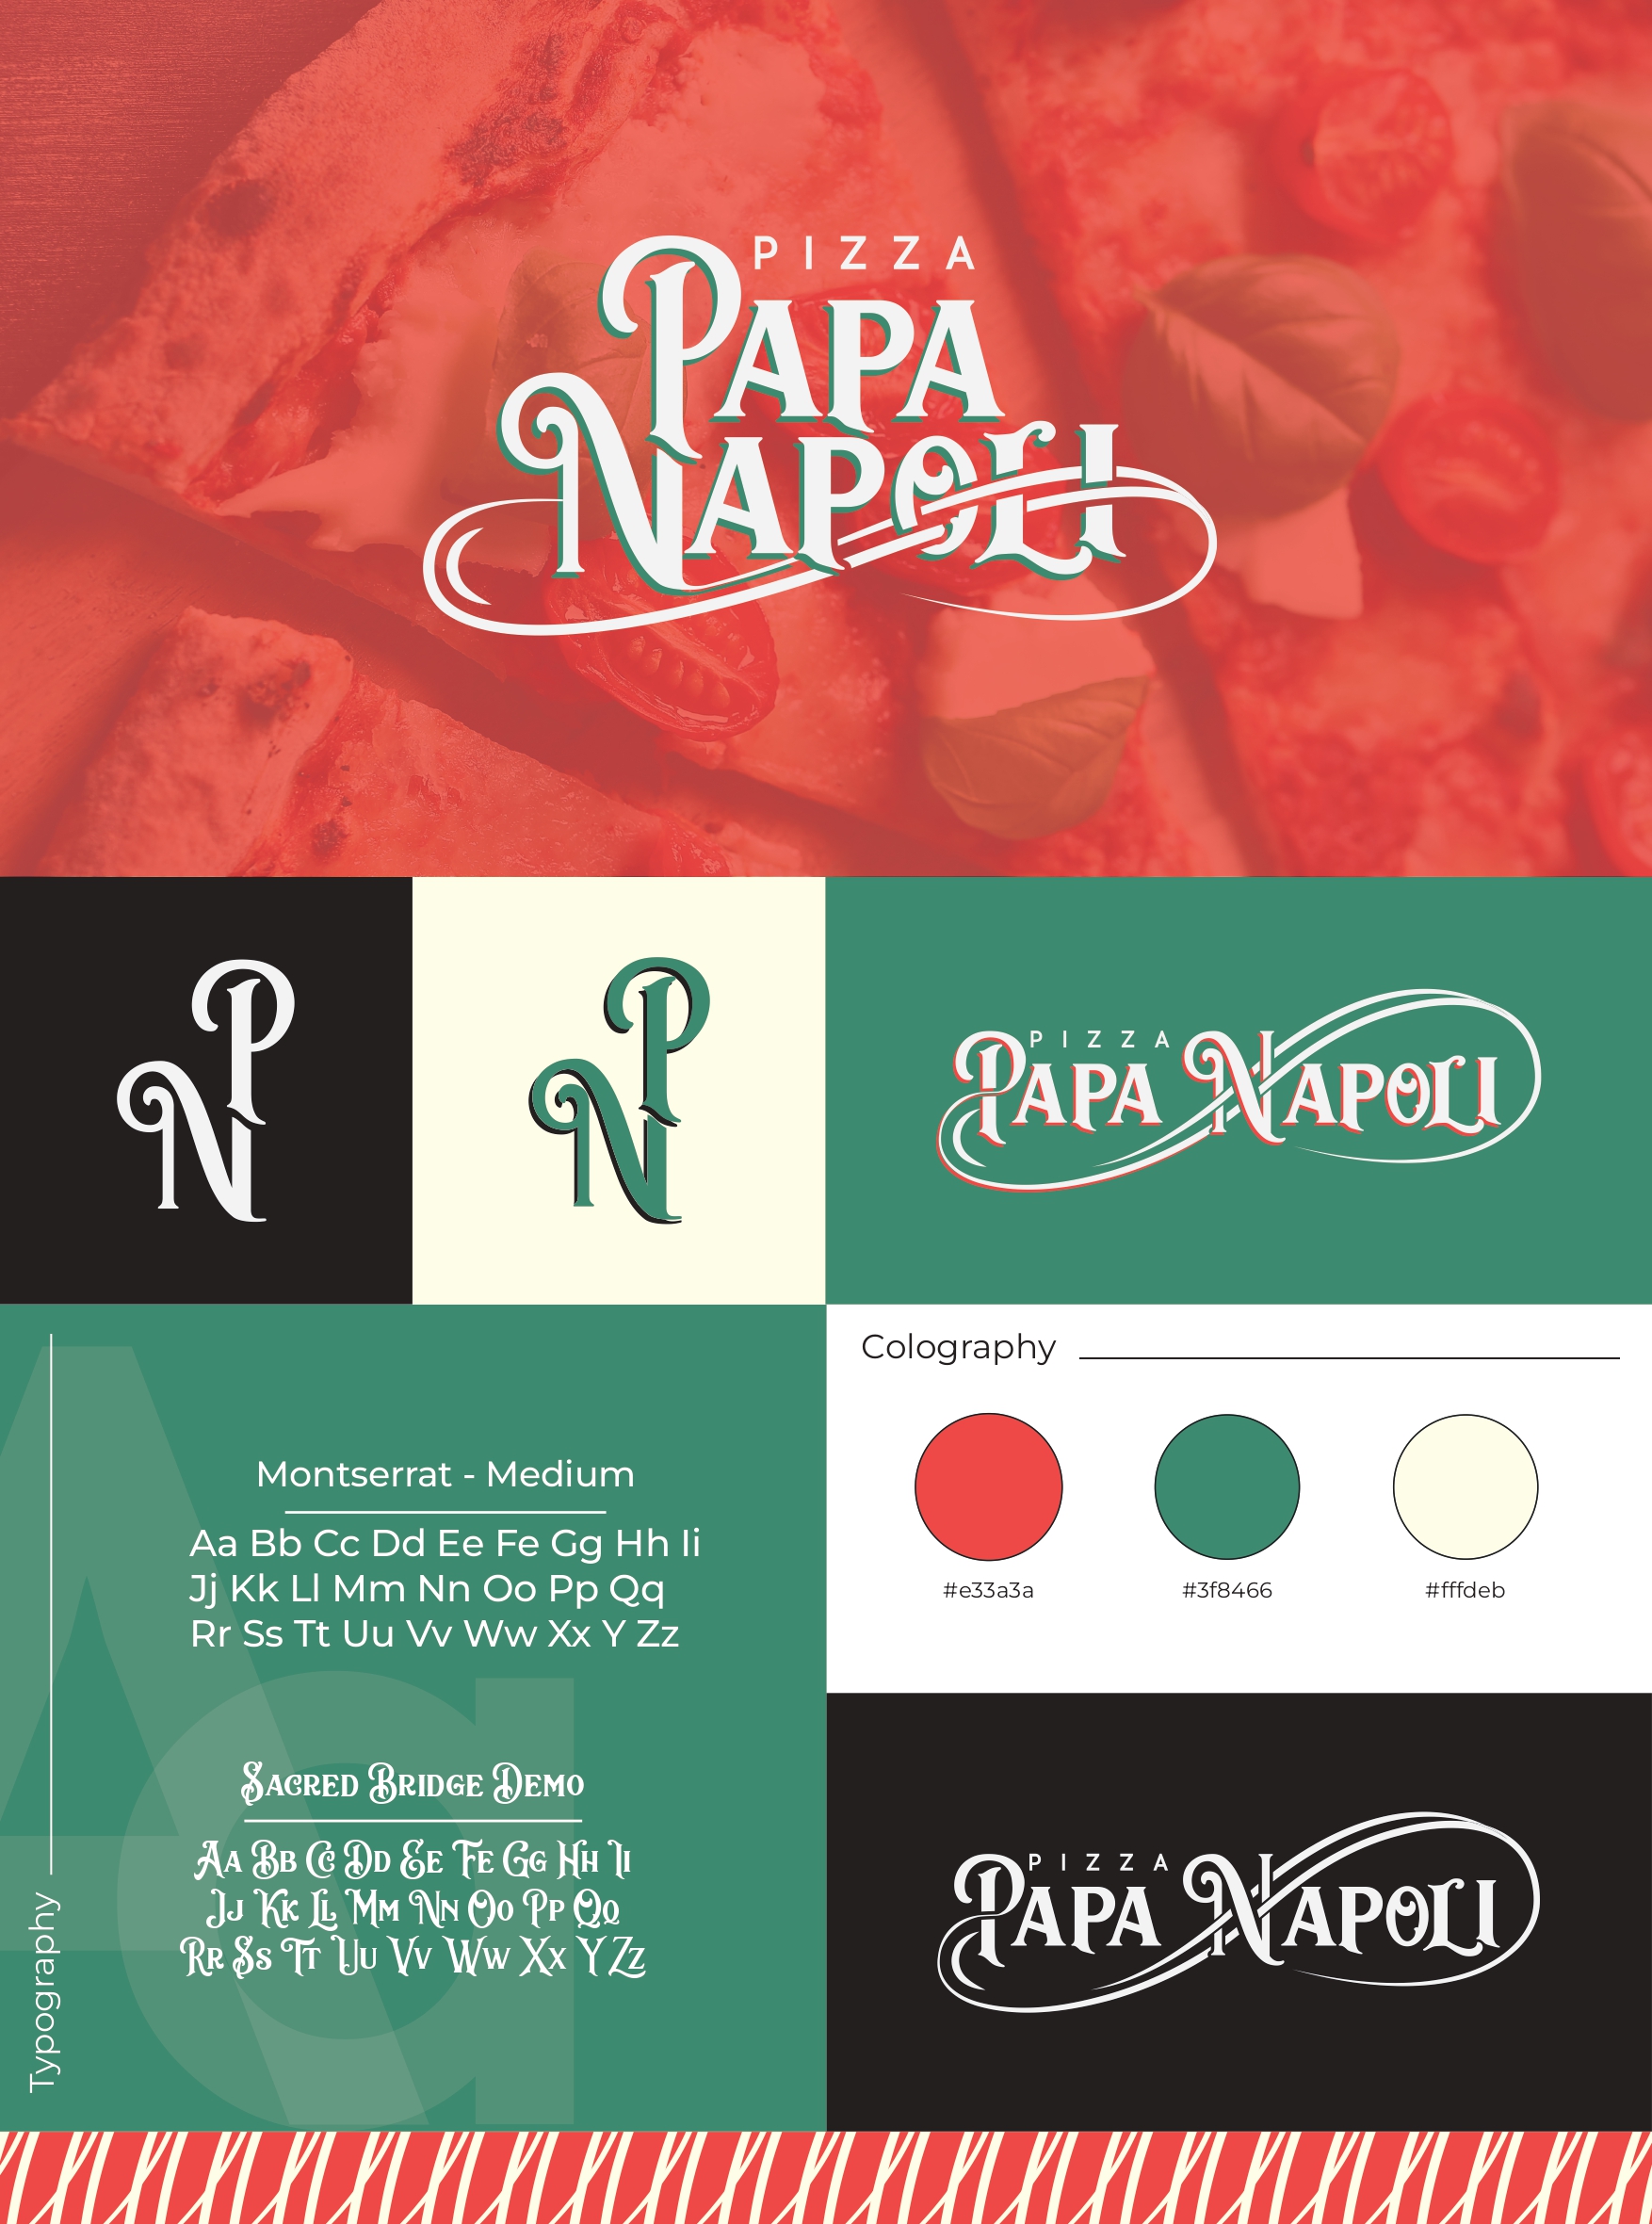 PIZZA
PAPA
NAPOLI
PN
PN
PIZZA
PAPA NAPOLI
Colography
#e33a3a #3f8466 #fffdeb
Typography
Aa
Montserrat - Medium
Aa Bb Cc Dd Ee Fe Gg Hh Ii
Jj Kk Ll Mm Nn Oo Pp Qq
Rr Ss Tt Uu Vv Ww Xx Y Zz
Sacred Bridge Demo
Aa Bb Cc Dd Ee Fe Gg Hh Ii
Jj Kk Ll Mm Nn Oo Pp Qq
Rr Ss Tt Uu Vv Ww Xx Y Zz
PIZZA
PAPA NAPOLI